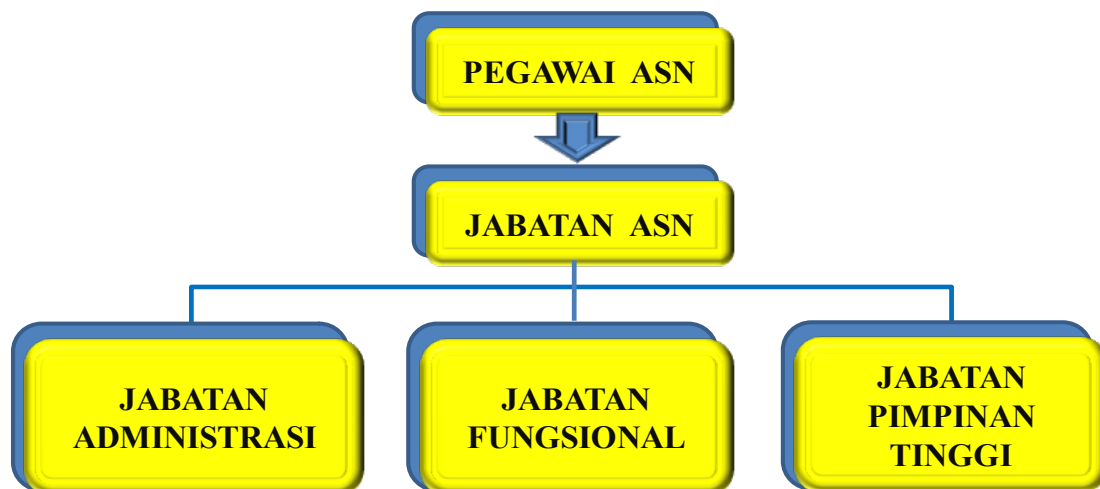 PEGAWAI ASN
JABATAN ASN
JABATAN
ADMINISTRASI
JABATAN
FUNGSIONAL
JABATAN
PIMPINAN
TINGGI